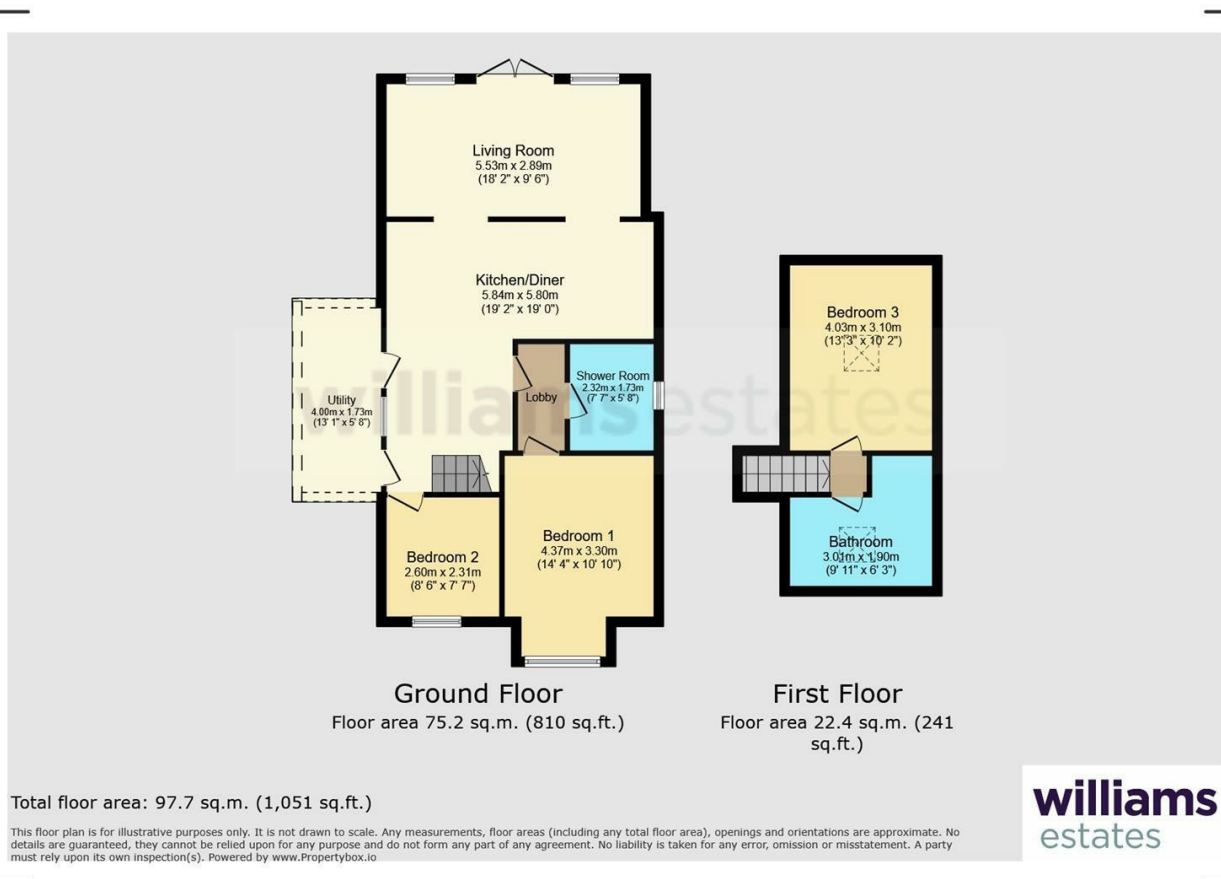 Living Room
5.53m x 2.89m
(18' 2" x 9' 6")
Kitchen/Diner
5.84m x 5.80m
(19' 2" x 19' 0")
Utility
4.00m x 1.73m
(13' 1" x 5' 8")
Lobby
Shower Room
2.32m x 1.73m
(7' 7" x 5' 8")
Bedroom 2
2.60m x 2.31m
(8' 6" x 7' 7")
Bedroom 1
4.37m x 3.30m
(14' 4" x 10' 10")
Bedroom 3
4.03m x 3.10m
(13' 3" x 10' 2")
Bathroom
3.01m x 1.90m
(9' 11" x 6' 3")
williamsestates
Ground Floor
Floor area 75.2 sq.m. (810 sq.ft.)
First Floor
Floor area 22.4 sq.m. (241
sq.ft.)
Total floor area: 97.7 sq.m. (1,051 sq.ft.)
This floor plan is for illustrative purposes only. It is not drawn to scale. Any measurements, floor areas (including any total floor area), openings and orientations are approximate. No
details are guaranteed, they cannot be relied upon for any purpose and do not form any part of any agreement. No liability is taken for any error, omission or misstatement. A party
must rely upon its own inspection(s). Powered by www.Propertybox.io
williams
estates